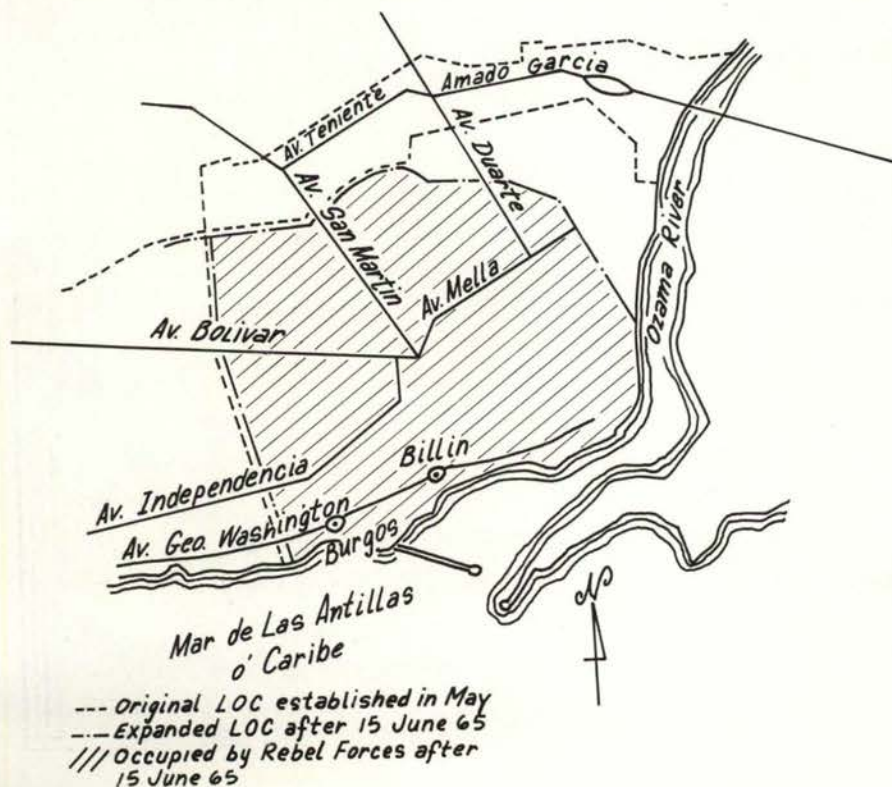 Av. Teniente Amado Garcia
Av. Duarte
Av. San Martin
Av. Mella
Ozama River
Av. Bolivar
Billin
Av. Independencia
Av. Geo. Washington
Burgos
N
Mar de Las Antillas
o' Caribe
--- Original LOC established in May
-·-· Expanded LOC after 15 June 65
/// Occupied by Rebel Forces after
15 June 65